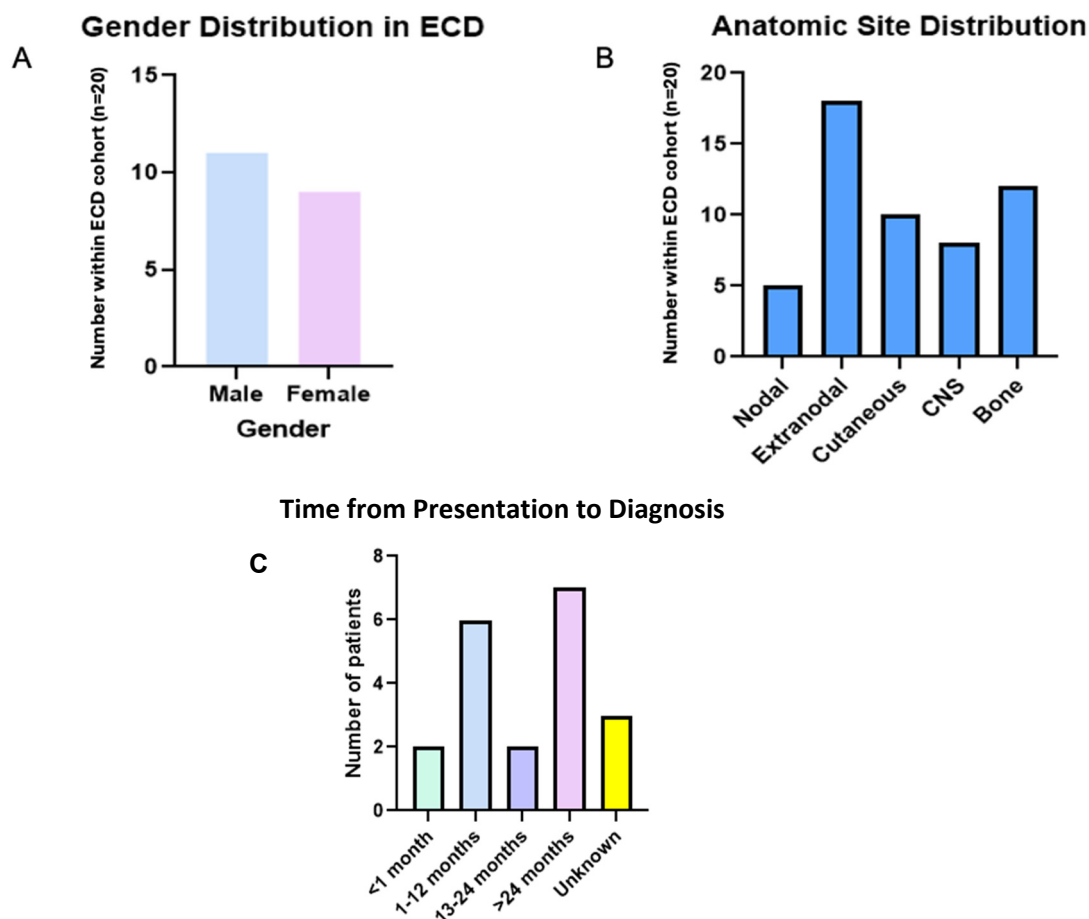 Gender Distribution in ECD
A
Number within ECD cohort (n=20)
15
10
5
0
Male Female
Gender
Anatomic Site Distribution
B
Number within ECD cohort (n=20)
20
15
10
5
0
Nodal
Extranodal
Cutaneous
CNS
Bone
Time from Presentation to Diagnosis
C
Number of patients
8
6
4
2
0
<1 month
1-12 months
13-24 months
>24 months
Unknown